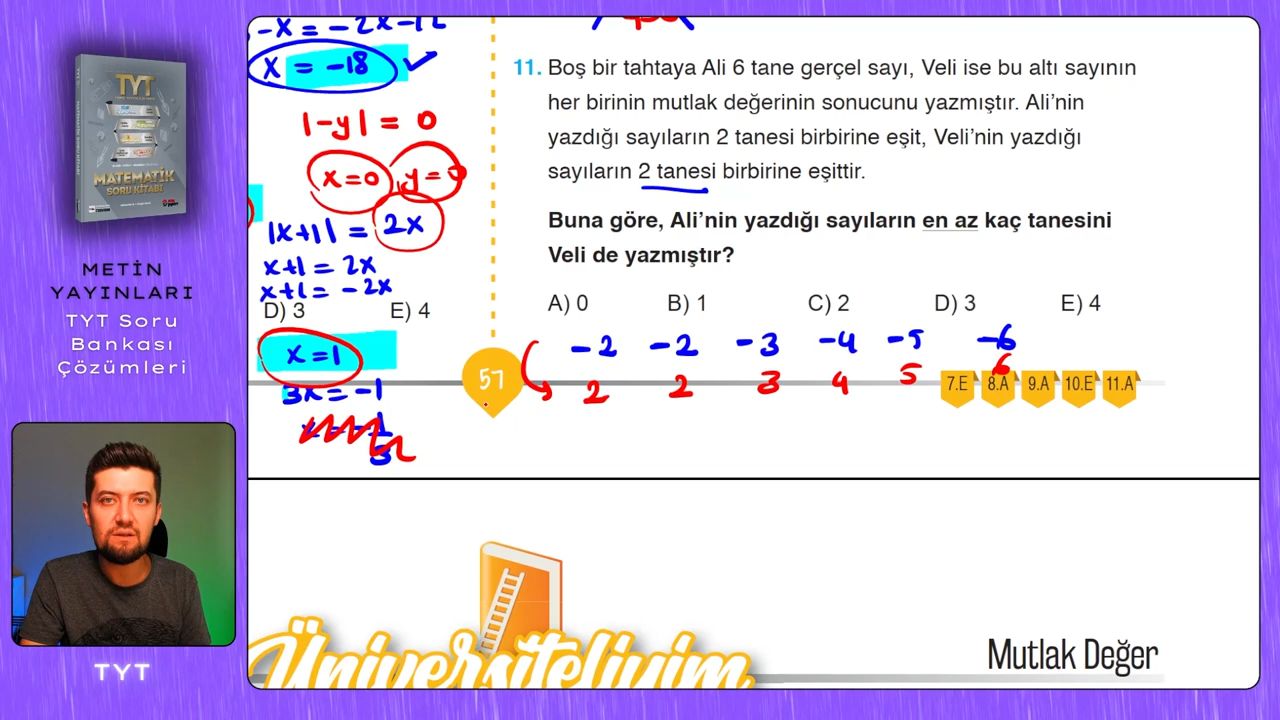 TYT
MATEMATİK
SORU KİTABI
METİN
YAYINLARI
TYT Soru
Bankası
Çözümleri
TYT
-x = -2x-12
x = -18
|-y| = 0
x=0 y=0
|x+1| = 2x
x+1 = 2x
x+1 = -2x
D) 3 E) 4
x=1
3x = -1
57
11. Boş bir tahtaya Ali 6 tane gerçel sayı, Veli ise bu altı sayının
her birinin mutlak değerinin sonucunu yazmıştır. Ali’nin
yazdığı sayıların 2 tanesi birbirine eşit, Veli’nin yazdığı
sayıların 2 tanesi birbirine eşittir.
Buna göre, Ali’nin yazdığı sayıların en az kaç tanesini
Veli de yazmıştır?
A) 0 B) 1 C) 2 D) 3 E) 4
-2 -2 -3 -4 -5 -6
2 2 3 4 5 6
7.E 8.A 9.A 10.E 11.A
Üniversiteliyim
Mutlak Değer